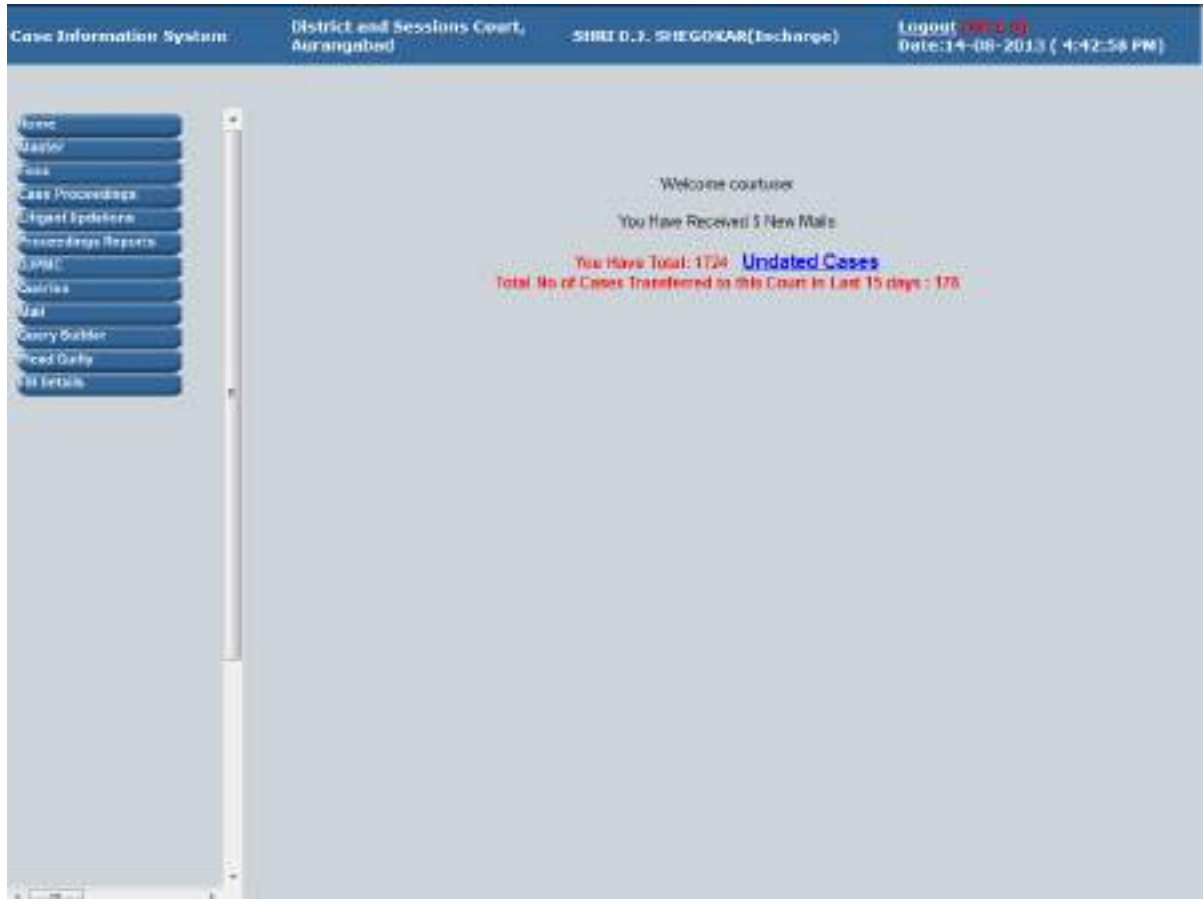 Case Information System
District and Sessions Court,
Aurangabad
SHRI D.J. SHEGOKAR(Incharge)
Logout
Date:14-08-2013 ( 4:42:58 PM)
Home
Master
Case Proceedings
Litigant Updations
Proceedings Reports
Queries
Mail
Query Builder
Plead Guilty
Welcome courtuser
You Have Received 5 New Mails
You Have Total: 1724 Undated Cases
Total No of Cases Transferred to this Court in Last 15 days : 178